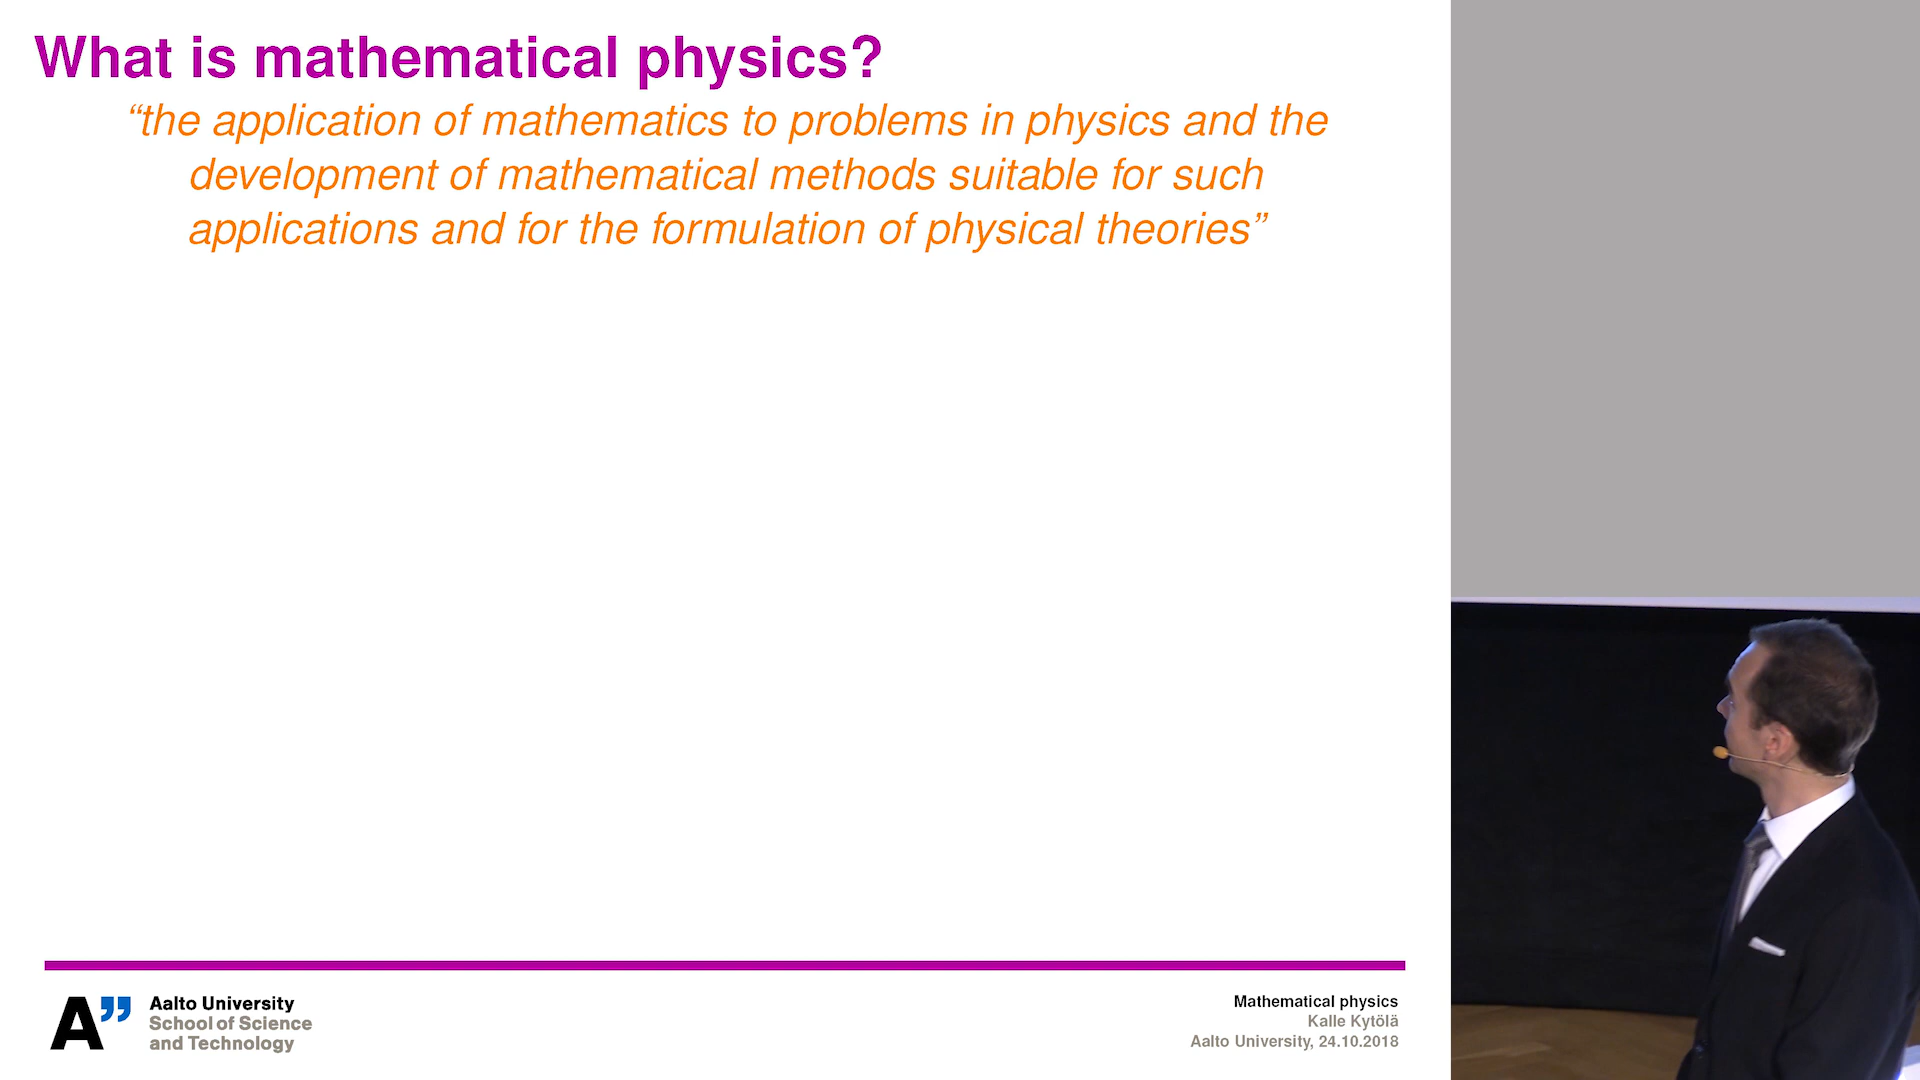 What is mathematical physics?
“the application of mathematics to problems in physics and the
development of mathematical methods suitable for such
applications and for the formulation of physical theories”
A”
Aalto University
School of Science
and Technology
Mathematical physics
Kalle Kytölä
Aalto University, 24.10.2018